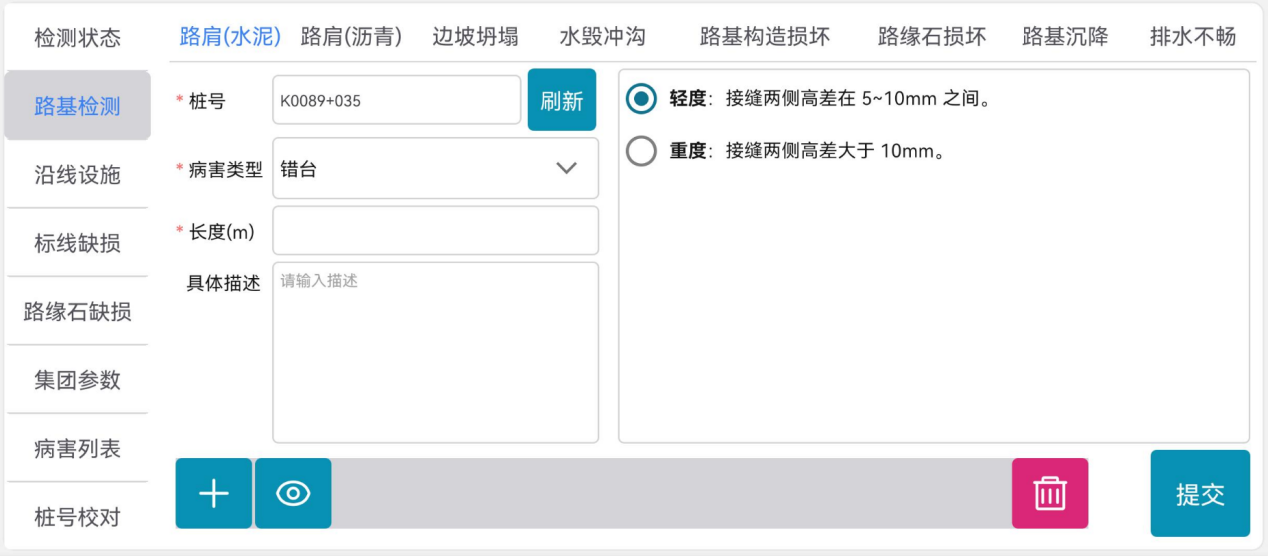 检测状态
路基检测
沿线设施
标线缺损
路缘石缺损
集团参数
病害列表
桩号校对
路肩(水泥) 路肩(沥青) 边坡坍塌 水毁冲沟 路基构造损坏 路缘石损坏 路基沉降 排水不畅
* 桩号 K0089+035 刷新
* 病害类型 错台
* 长度(m)
具体描述 请输入描述
轻度：接缝两侧高差在 5~10mm 之间。
重度：接缝两侧高差大于 10mm。
提交